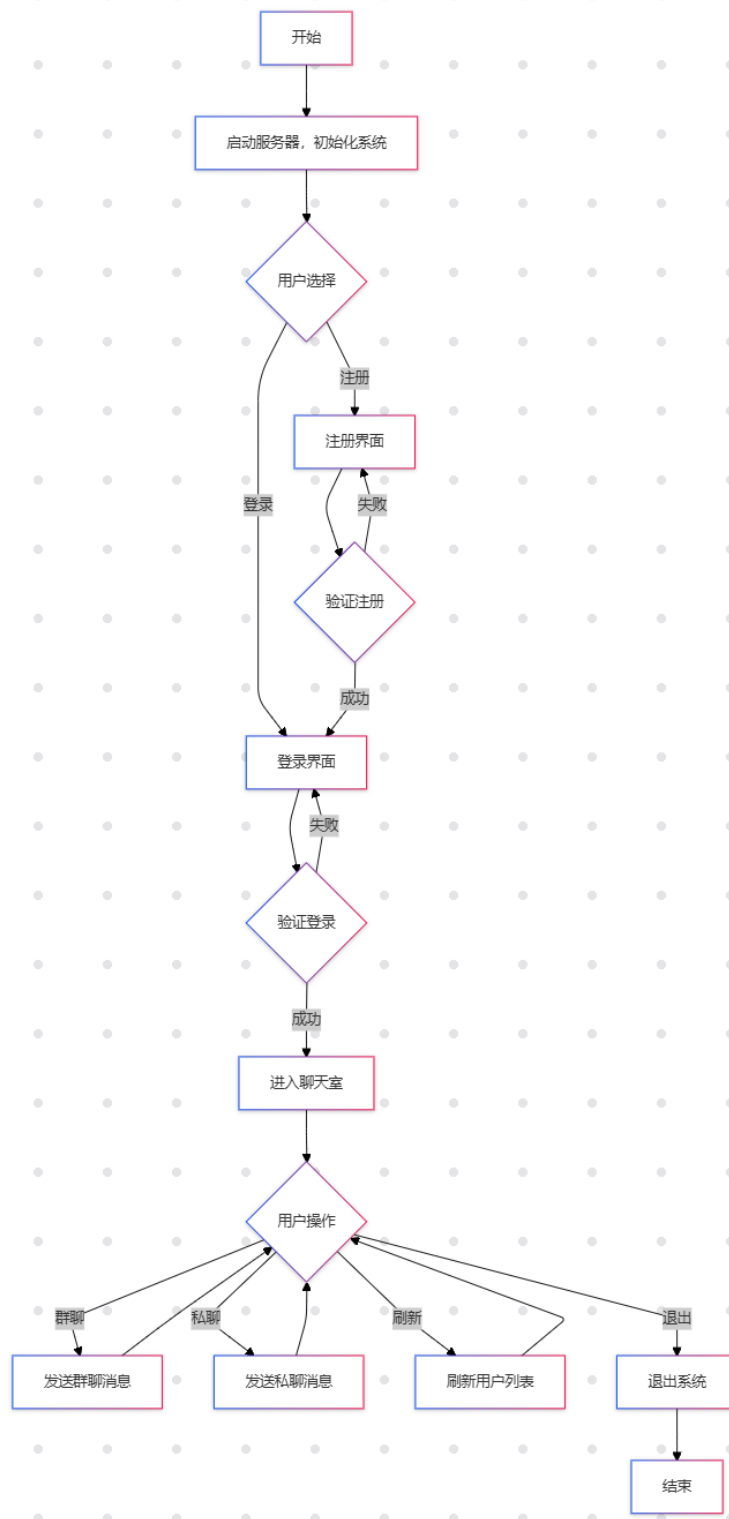 开始
启动服务器，初始化系统
用户选择
注册
注册界面
登录
失败
验证注册
成功
登录界面
失败
验证登录
成功
进入聊天室
用户操作
群聊
私聊
刷新
退出
发送群聊消息
发送私聊消息
刷新用户列表
退出系统
结束